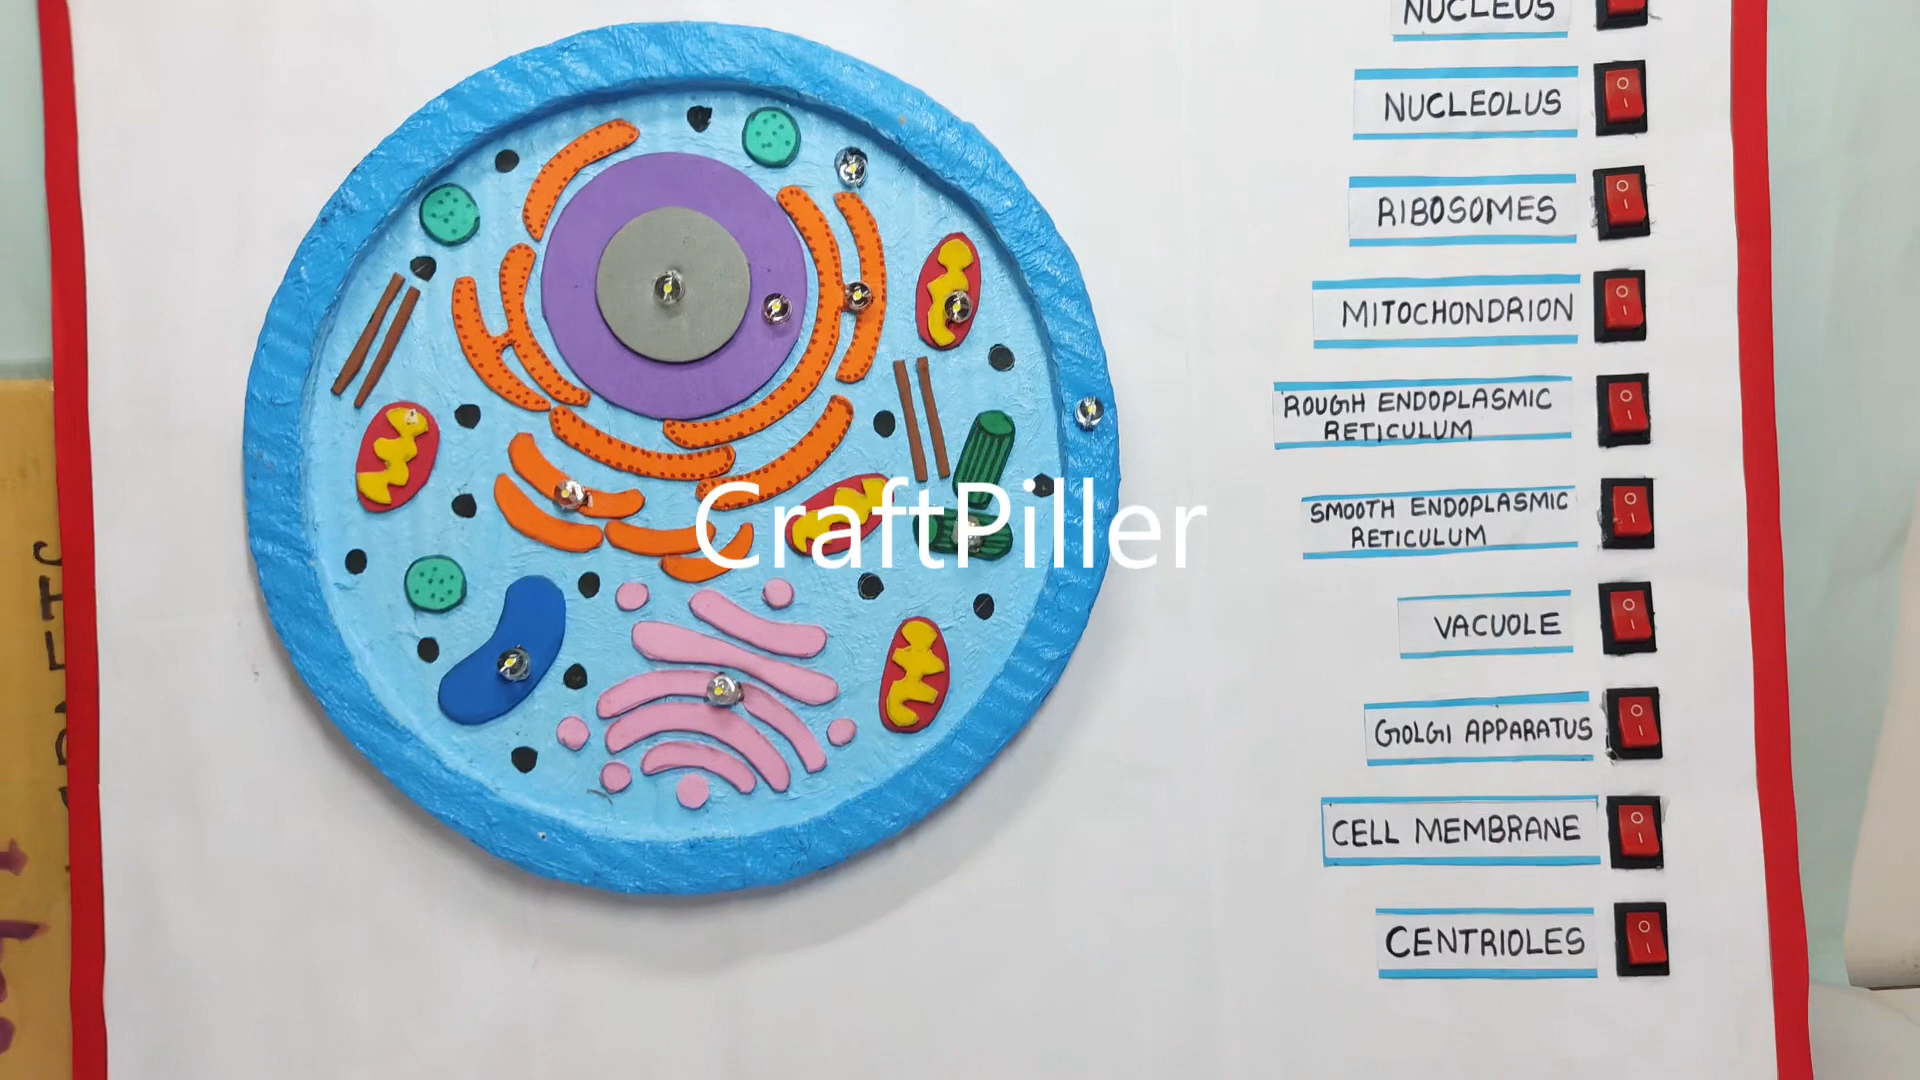 NUCLEUS
NUCLEOLUS
RIBOSOMES
MITOCHONDRION
ROUGH ENDOPLASMIC
RETICULUM
SMOOTH ENDOPLASMIC
RETICULUM
CraftPiller
VACUOLE
GOLGI APPARATUS
CELL MEMBRANE
CENTRIOLES